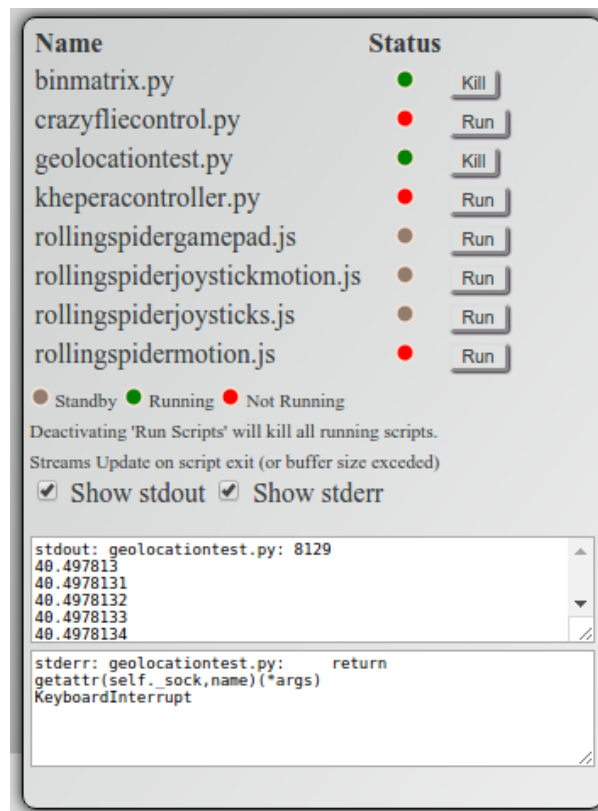 Name Status
binmatrix.py Kill
crazyfliecontrol.py Run
geolocationtest.py Kill
kheperacontroller.py Run
rollingspidergamepad.js Run
rollingspiderjoystickmotion.js Run
rollingspiderjoysticks.js Run
rollingspidermotion.js Run
Standby Running Not Running
Deactivating 'Run Scripts' will kill all running scripts.
Streams Update on script exit (or buffer size exceded)
Show stdout Show stderr
stdout: geolocationtest.py: 8129
40.497813
40.4978131
40.4978132
40.4978133
40.4978134
stderr: geolocationtest.py: return
getattr(self._sock,name)(*args)
KeyboardInterrupt